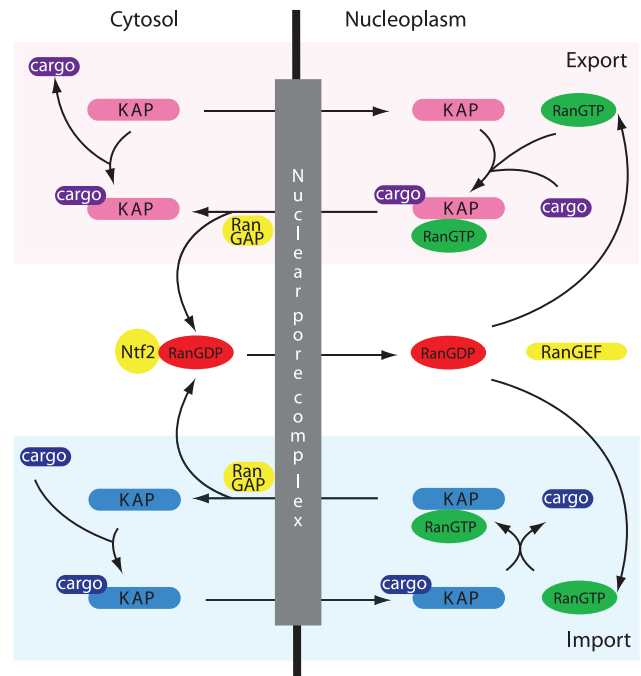 Cytosol
Nucleoplasm
Export
cargo
KAP
KAP
RanGTP
cargo
KAP
cargo
KAP
RanGTP
cargo
Ran
GAP
Nuclear pore complex
Ntf2
RanGDP
RanGDP
RanGEF
cargo
Ran
GAP
KAP
KAP
RanGTP
cargo
cargo
KAP
cargo
KAP
RanGTP
Import